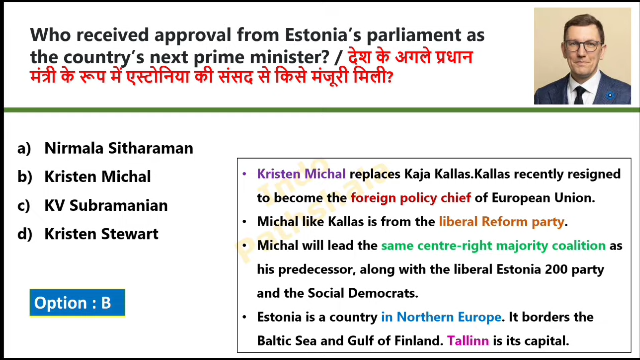 Who received approval from Estonia's parliament as
the country's next prime minister? / देश के अगले प्रधान
मंत्री के रूप में एस्टोनिया की संसद से किसे मंजूरी मिली?
a) Nirmala Sitharaman
b) Kristen Michal
c) KV Subramanian
d) Kristen Stewart
Option : B
• Kristen Michal replaces Kaja Kallas.Kallas recently resigned
to become the foreign policy chief of European Union.
• Michal like Kallas is from the liberal Reform party.
• Michal will lead the same centre-right majority coalition as
his predecessor, along with the liberal Estonia 200 party
and the Social Democrats.
• Estonia is a country in Northern Europe. It borders the
Baltic Sea and Gulf of Finland. Tallinn is its capital.
Indo
Pathshala